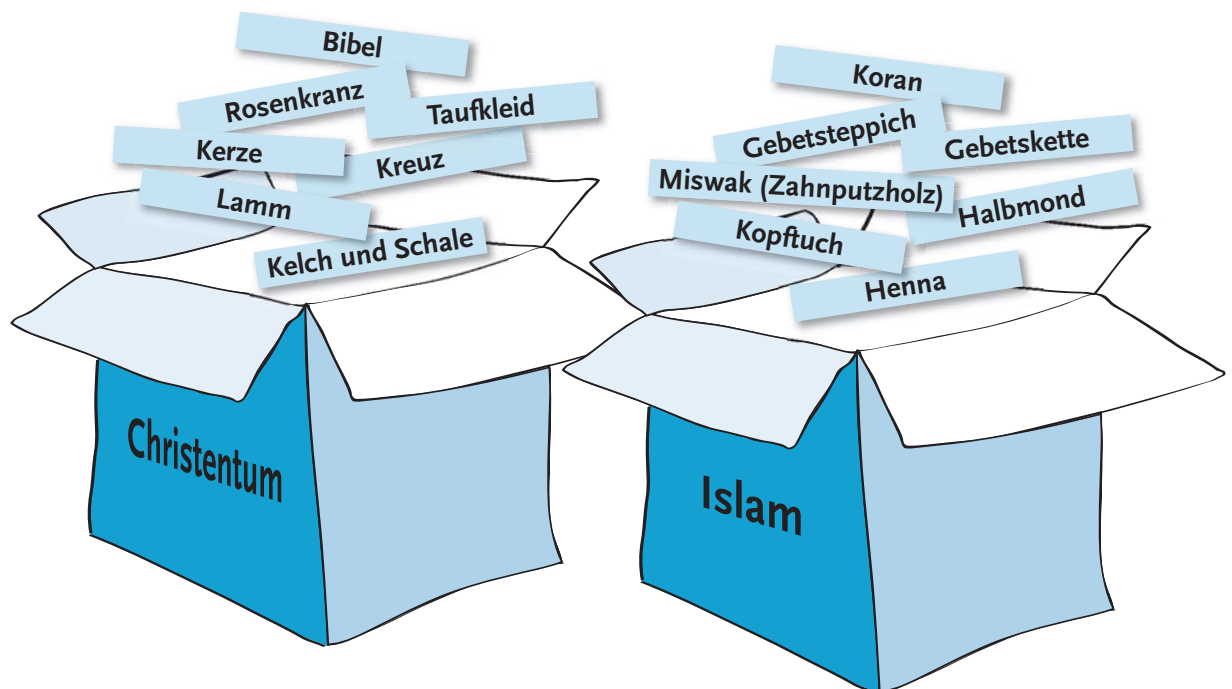 Bibel
Rosenkranz
Taufkleid
Kerze
Kreuz
Lamm
Kelch und Schale
Christentum
Koran
Gebetsteppich
Gebetskette
Miswak (Zahnputzholz)
Halbmond
Kopftuch
Henna
Islam